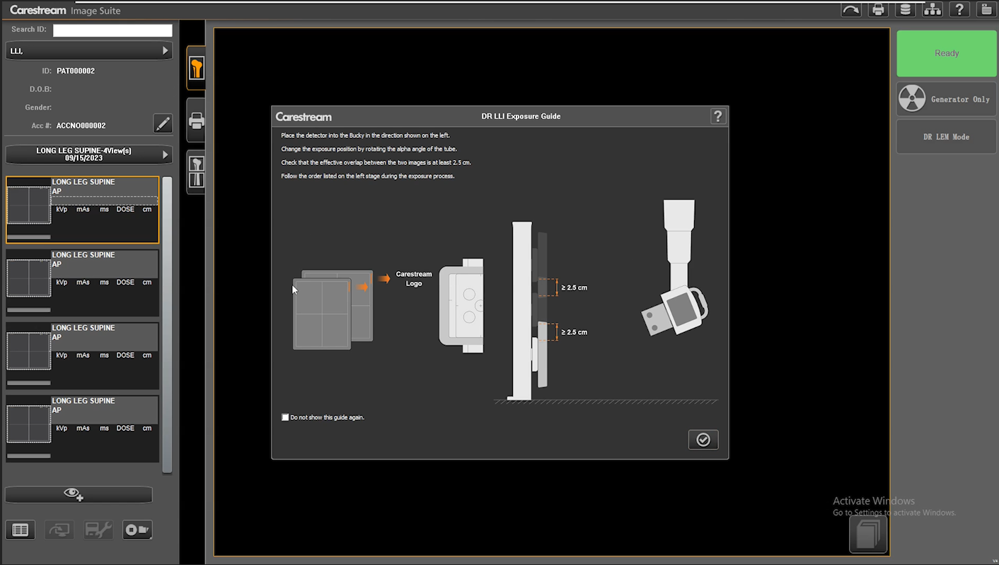 Carestream Image Suite
Search ID:
LLI,
ID: PAT000002
D.O.B:
Gender:
Acc #: ACCNO000002
LONG LEG SUPINE-4View(s)
09/15/2023
LONG LEG SUPINE
AP
kVp mAs ms DOSE cm
LONG LEG SUPINE
AP
kVp mAs ms DOSE cm
LONG LEG SUPINE
AP
kVp mAs ms DOSE cm
LONG LEG SUPINE
AP
kVp mAs ms DOSE cm
Carestream
DR LLI Exposure Guide
?
Place the detector into the Bucky in the direction shown on the left.
Change the exposure position by rotating the alpha angle of the tube.
Check that the effective overlap between the two images is at least 2.5 cm.
Follow the order listed on the left stage during the exposure process.
Carestream
Logo
≥ 2.5 cm
≥ 2.5 cm
Do not show this guide again.
?
Ready
Generator Only
DR LEM Mode
Activate Windows
Go to Settings to activate Windows.